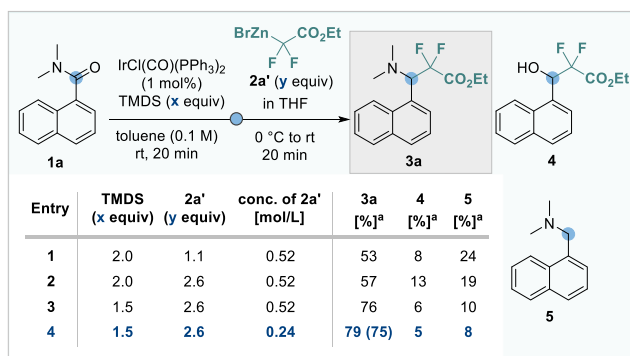 IrCl(CO)(PPh3)2
(1 mol%)
TMDS (x equiv)
toluene (0.1 M)
rt, 20 min
BrZn CO2Et
F F
2a' (y equiv)
in THF
0 °C to rt
20 min
N O
1a
N F F
CO2Et
3a
HO F F
CO2Et
4
Entry TMDS (x equiv) 2a' (y equiv) conc. of 2a' [mol/L] 3a [%]a 4 [%]a 5 [%]a
1 2.0 1.1 0.52 53 8 24
2 2.0 2.6 0.52 57 13 19
3 1.5 2.6 0.52 76 6 10
4 1.5 2.6 0.24 79 (75) 5 8
N
5